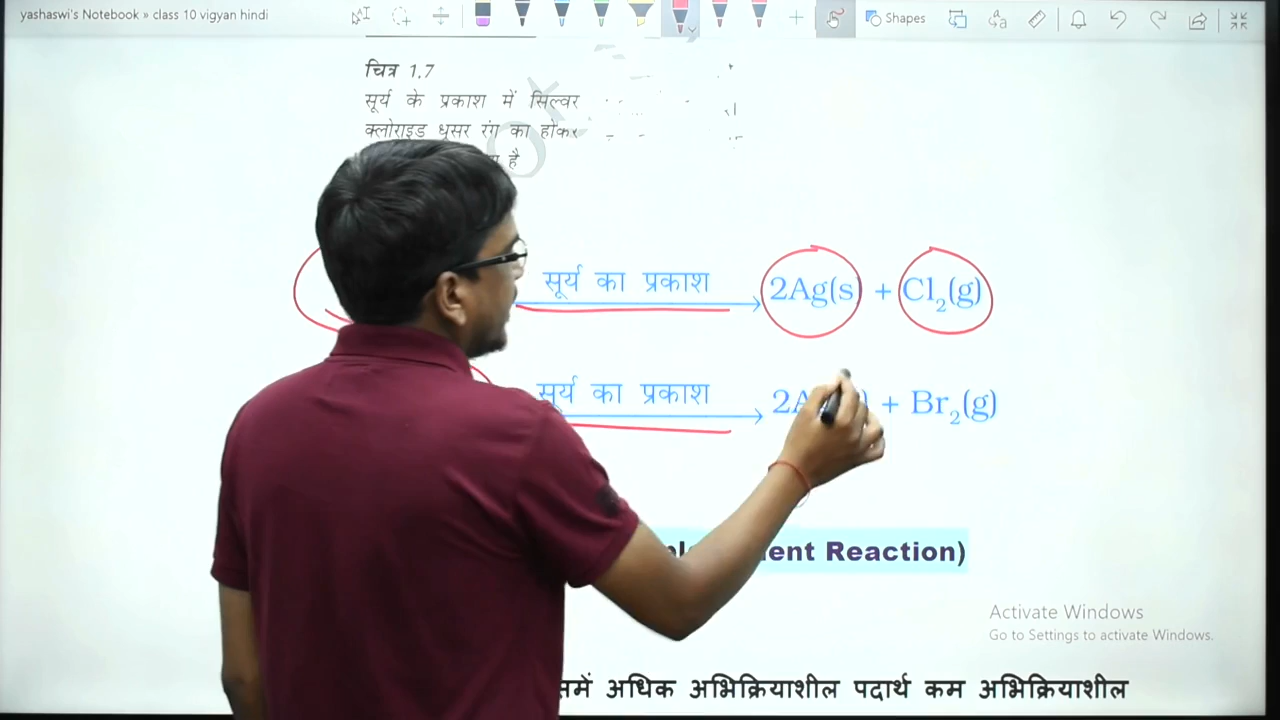 yashaswi's Notebook » class 10 vigyan hindi
Shapes
चित्र 1.7
सूर्य के प्रकाश में सिल्वर
क्लोराइड धूसर रंग का होकर
है
सूर्य का प्रकाश 2Ag(s) + Cl₂(g)
सूर्य का प्रकाश + Br₂(g)
Reaction)
Activate Windows
Go to Settings to activate Windows.
अधिक अभिक्रियाशील पदार्थ कम अभिक्रियाशील